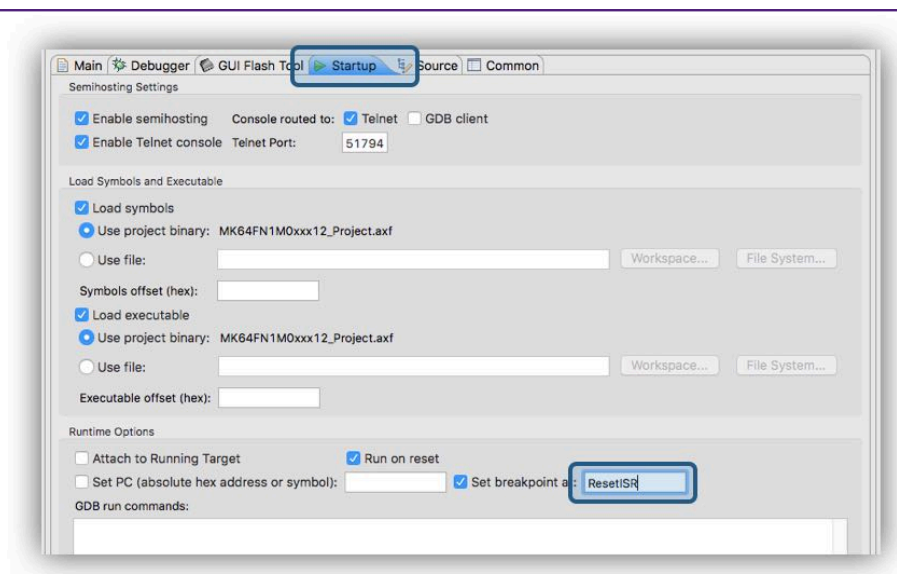 Main Debugger GUI Flash Tool Startup Source Common
Semihosting Settings
Enable semihosting Console routed to: Telnet GDB client
Enable Telnet console Telnet Port: 51794
Load Symbols and Executable
Load symbols
Use project binary: MK64FN1M0xxx12_Project.axf
Use file: Workspace... File System...
Symbols offset (hex):
Load executable
Use project binary: MK64FN1M0xxx12_Project.axf
Use file: Workspace... File System...
Executable offset (hex):
Runtime Options
Attach to Running Target Run on reset
Set PC (absolute hex address or symbol): Set breakpoint a: ResetISR
GDB run commands: